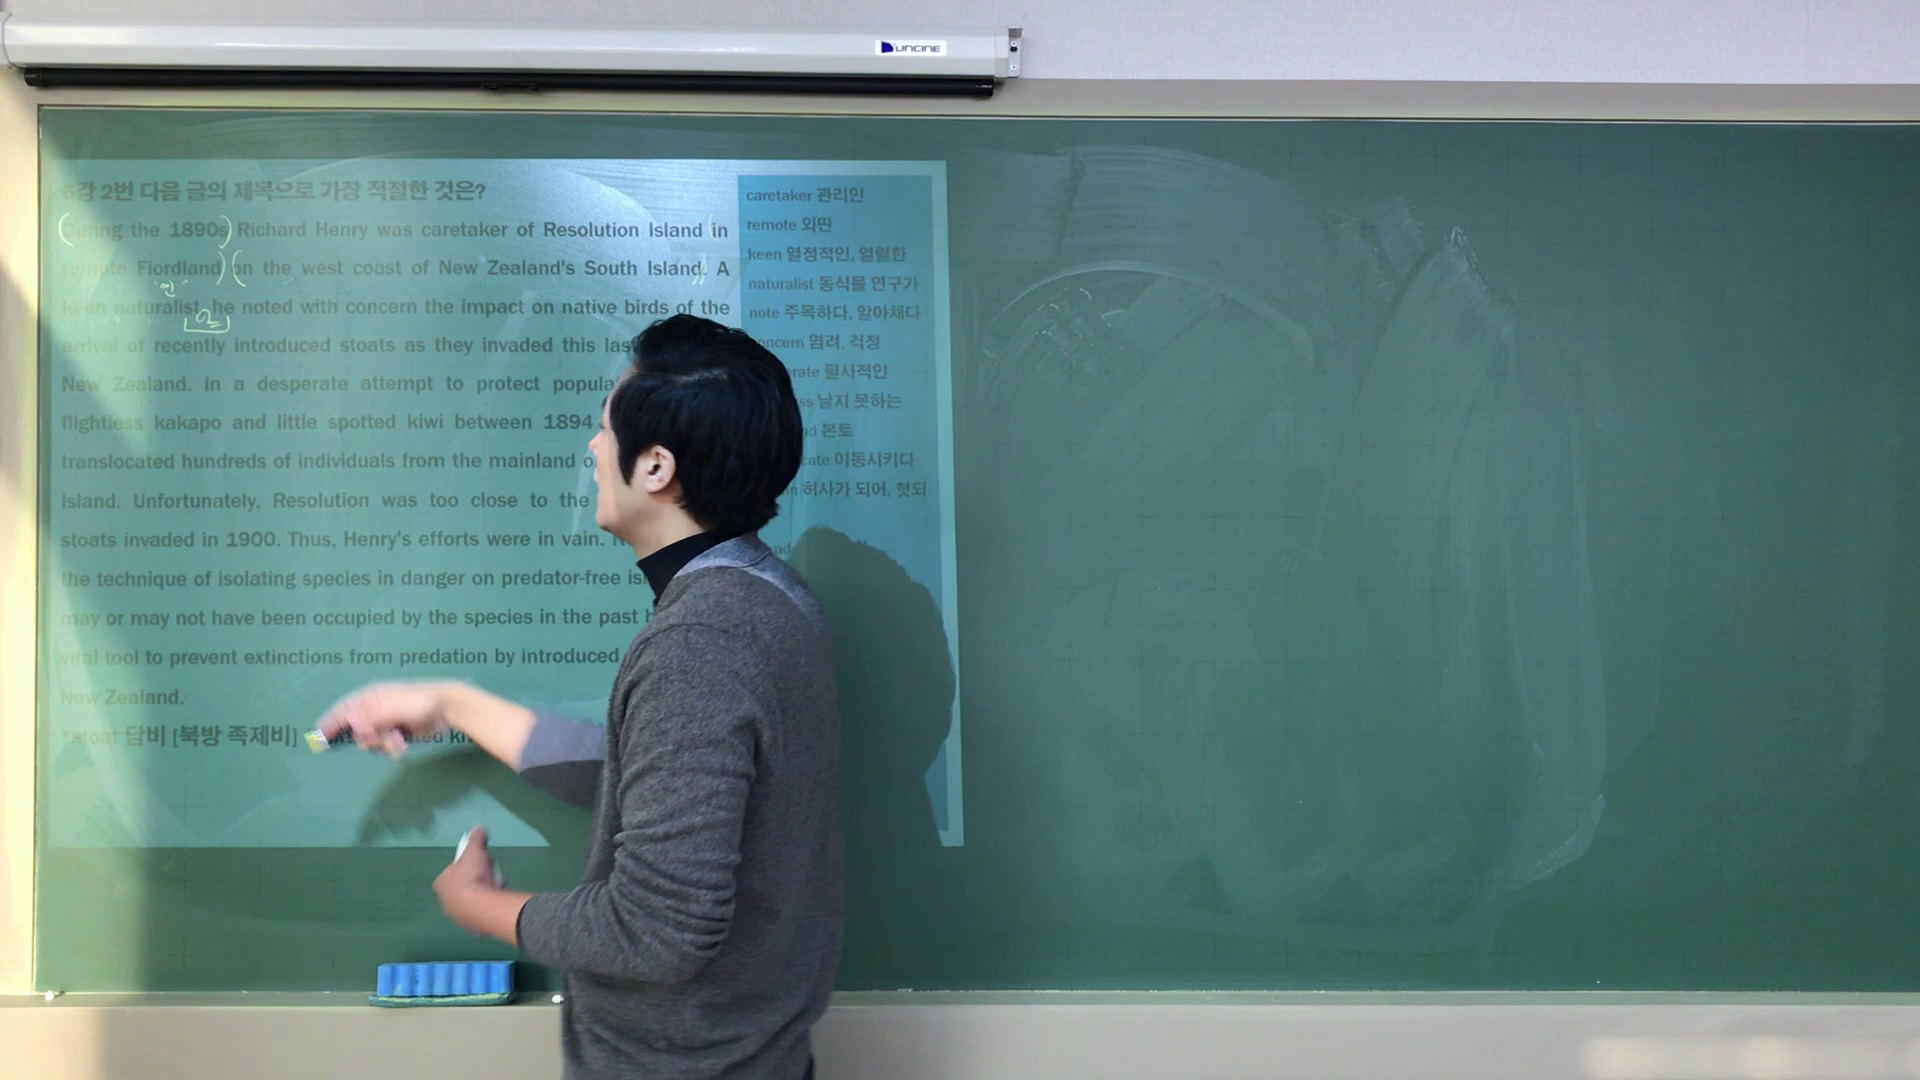 UNCINE
6강 2번 다음 글의 제목으로 가장 적절한 것은?
During the 1890s Richard Henry was caretaker of Resolution Island in
remote Fiordland on the west coast of New Zealand's South Island. A
인
keen naturalist, he noted with concern the impact on native birds of the
arrival of recently introduced stoats as they invaded this
New Zealand. In a desperate attempt to protect
flightless kakapo and little spotted kiwi between 1894
translocated hundreds of individuals from the mainland
Island. Unfortunately, Resolution was too close to the
stoats invaded in 1900. Thus, Henry's efforts were in vain.
the technique of isolating species in danger on predator-free
may or may not have been occupied by the species in the past
vital tool to prevent extinctions from predation by introduced
New Zealand.
*stoat 담비 [북방 족제비]
caretaker 관리인
remote 외딴
keen 열정적인, 열렬한
naturalist 동식물 연구가
note 주목하다, 알아채다
concern 염려, 걱정
필사적인
날지 못하는
본토
이동시키다
허사가 되어, 헛되